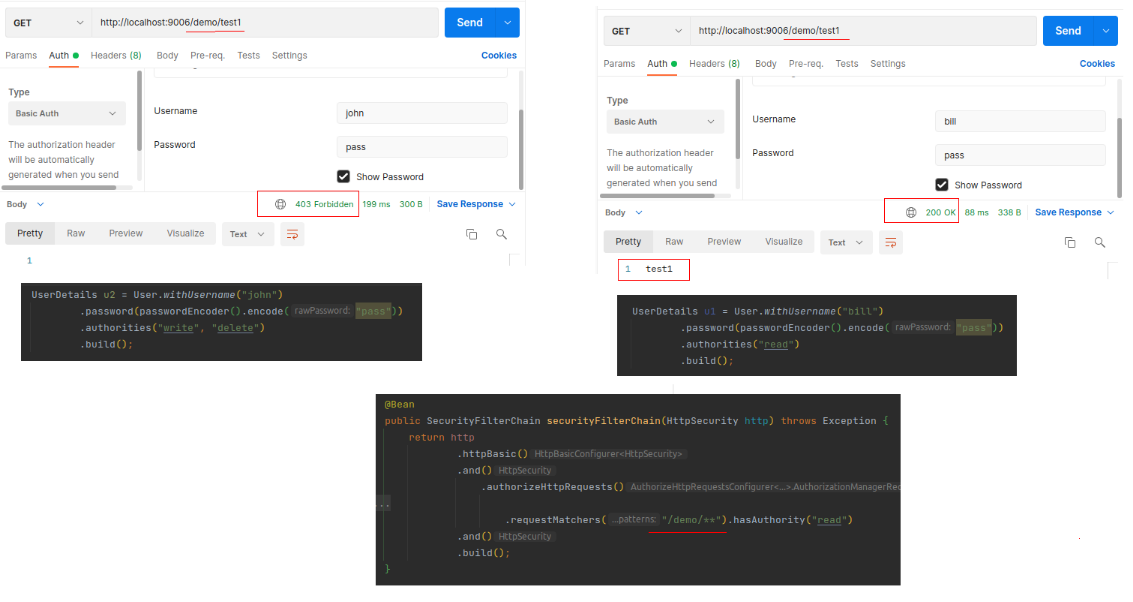 GET
http://localhost:9006/demo/test1
Send
Params Auth Headers (8) Body Pre-req. Tests Settings Cookies
Type
Basic Auth
The authorization header
will be automatically
generated when you send
Username john
Password pass
Show Password
Body
403 Forbidden 199 ms 300 B Save Response
Pretty Raw Preview Visualize Text
1
UserDetails u2 = User.withUsername("john")
.password(passwordEncoder().encode( rawPassword: "pass"))
.authorities("write", "delete")
.build();
GET
http://localhost:9006/demo/test1
Send
Params Auth Headers (8) Body Pre-req. Tests Settings Cookies
Type
Basic Auth
The authorization header
will be automatically
generated when you send
Username bill
Password pass
Show Password
Body
200 OK 88 ms 338 B Save Response
Pretty Raw Preview Visualize Text
1 test1
UserDetails u1 = User.withUsername("bill")
.password(passwordEncoder().encode( rawPassword: "pass"))
.authorities("read")
.build();
@Bean
public SecurityFilterChain securityFilterChain(HttpSecurity http) throws Exception {
return http
.httpBasic() HttpBasicConfigurer<HttpSecurity>
.and() HttpSecurity
.authorizeHttpRequests() AuthorizeHttpRequestsConfigurer<...>.AuthorizationManagerReq
...
.requestMatchers( ...patterns: "/demo/**").hasAuthority("read")
.and() HttpSecurity
.build();
}